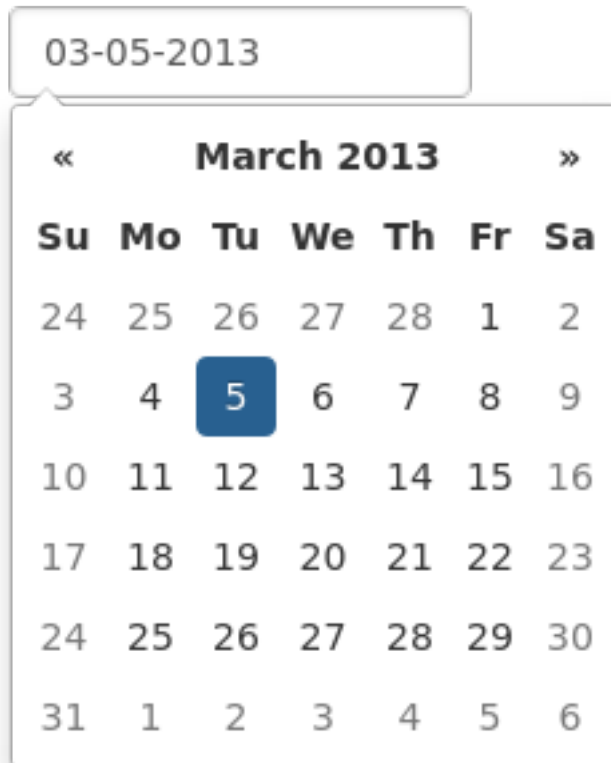 03-05-2013
« March 2013 »
Su Mo Tu We Th Fr Sa
24 25 26 27 28 1 2
3 4 5 6 7 8 9
10 11 12 13 14 15 16
17 18 19 20 21 22 23
24 25 26 27 28 29 30
31 1 2 3 4 5 6